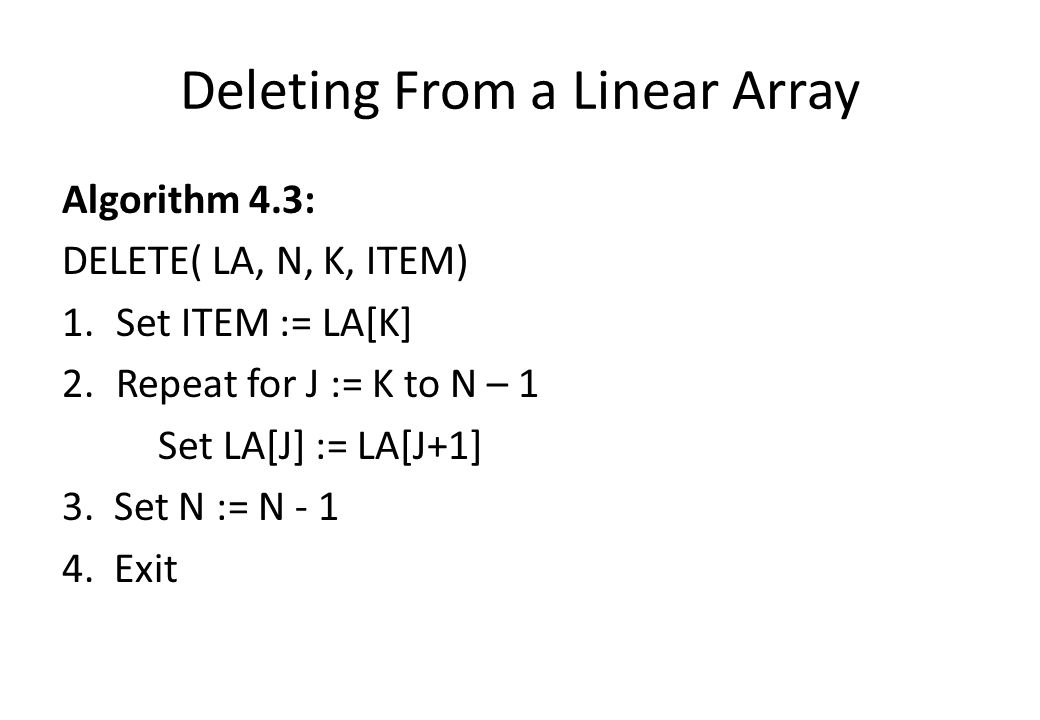 Deleting From a Linear Array
Algorithm 4.3:
DELETE( LA, N, K, ITEM)
1. Set ITEM := LA[K]
2. Repeat for J := K to N – 1
Set LA[J] := LA[J+1]
3. Set N := N - 1
4. Exit